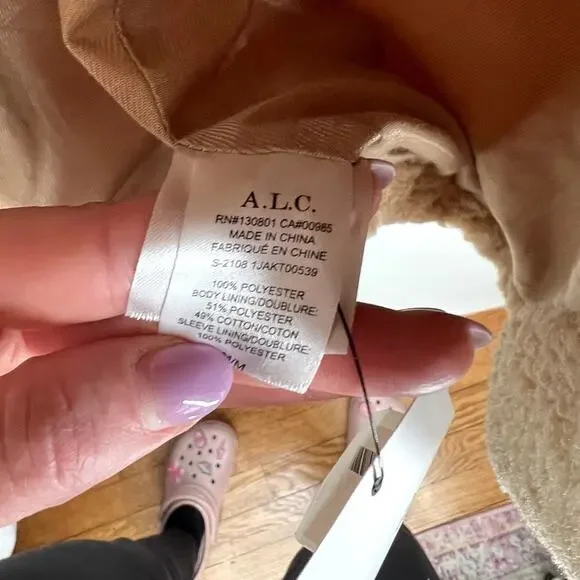 A.L.C.
RN#130801 CA#00985
MADE IN CHINA
FABRIQUÉ EN CHINE
S-2108 1JAKT00539
100% POLYESTER
BODY LINING/DOUBLURE:
51% POLYESTER
49% COTTON/COTON
SLEEVE LINING/DOUBLURE:
100% POLYESTER
M/M